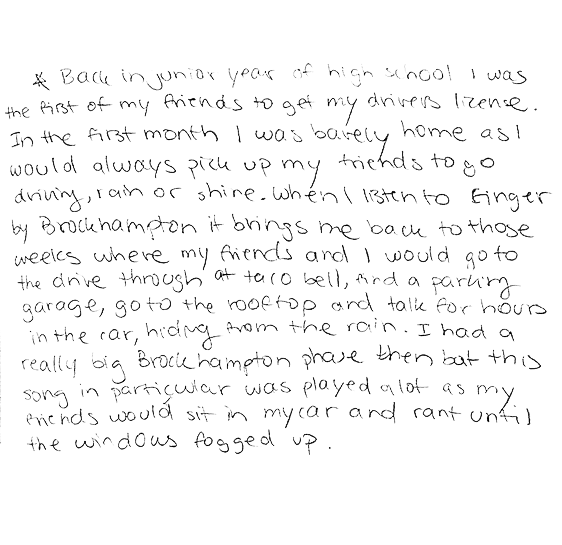 * Back in junior year of high school I was
the first of my friends to get my drivers license.
In the first month I was barely home as I
would always pick up my friends to go
driving, rain or shine. When I listen to Ginger
by Brockhampton it brings me back to those
weeks where my friends and I would go to
the drive through at taco bell, find a parking
garage, go to the rooftop and talk for hours
in the car, hiding from the rain. I had a
really big Brockhampton phase then but this
song in particular was played alot as my
friends would sit in my car and rant until
the windows fogged up.